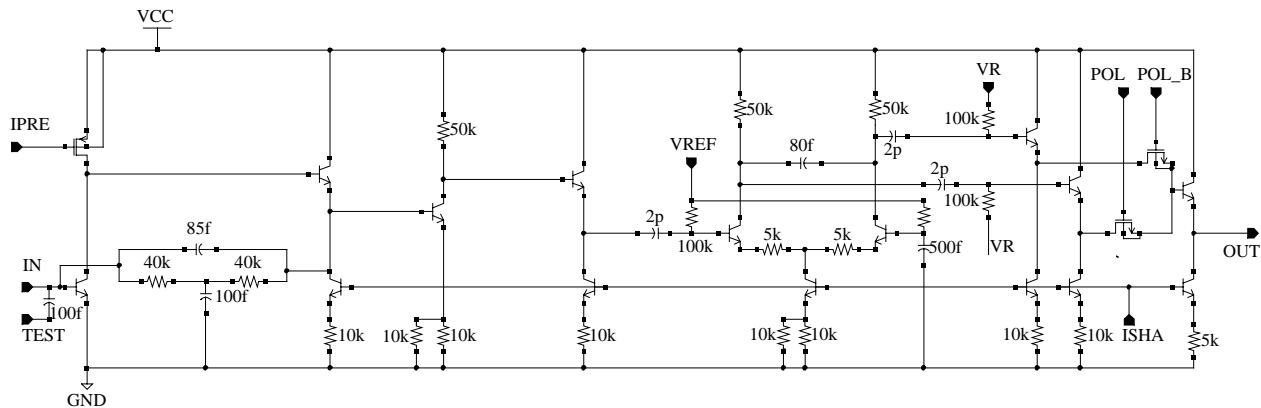 VCC
VR
POL
POL_B
IPRE
50k
50k
100k
VREF
80f
2p
2p
85f
2p
100k
100k
5k
5k
500f
VR
OUT
IN
40k
40k
100f
100f
TEST
10k
10k
10k
10k
10k
10k
10k
10k
ISHA
5k
GND
50k